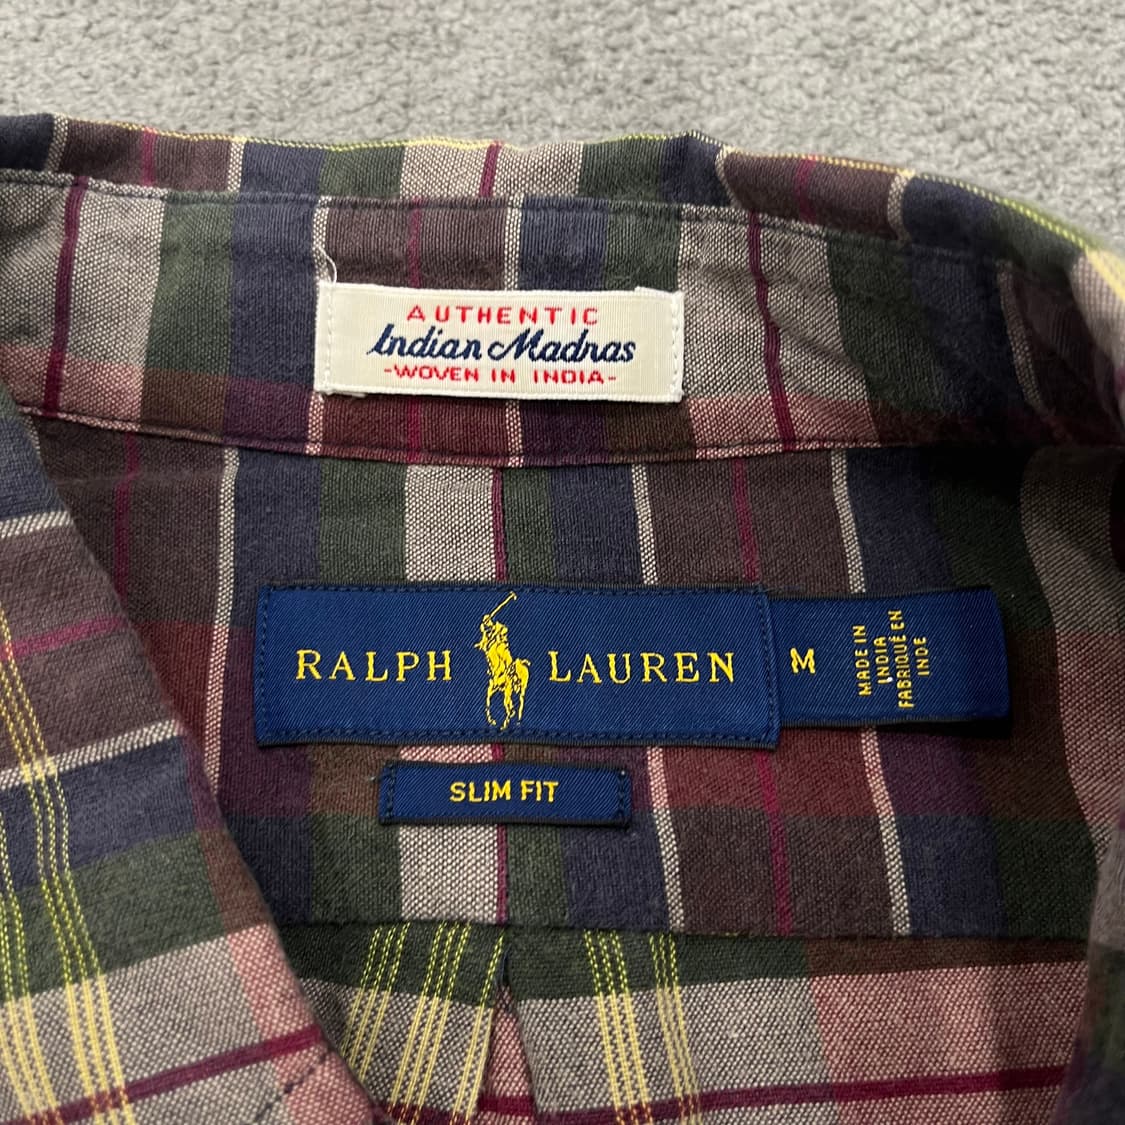 AUTHENTIC
Indian Madras
-WOVEN IN INDIA-
RALPH LAUREN
M
MADE IN
INDIA
FABRIQUÉ EN
INDE
SLIM FIT